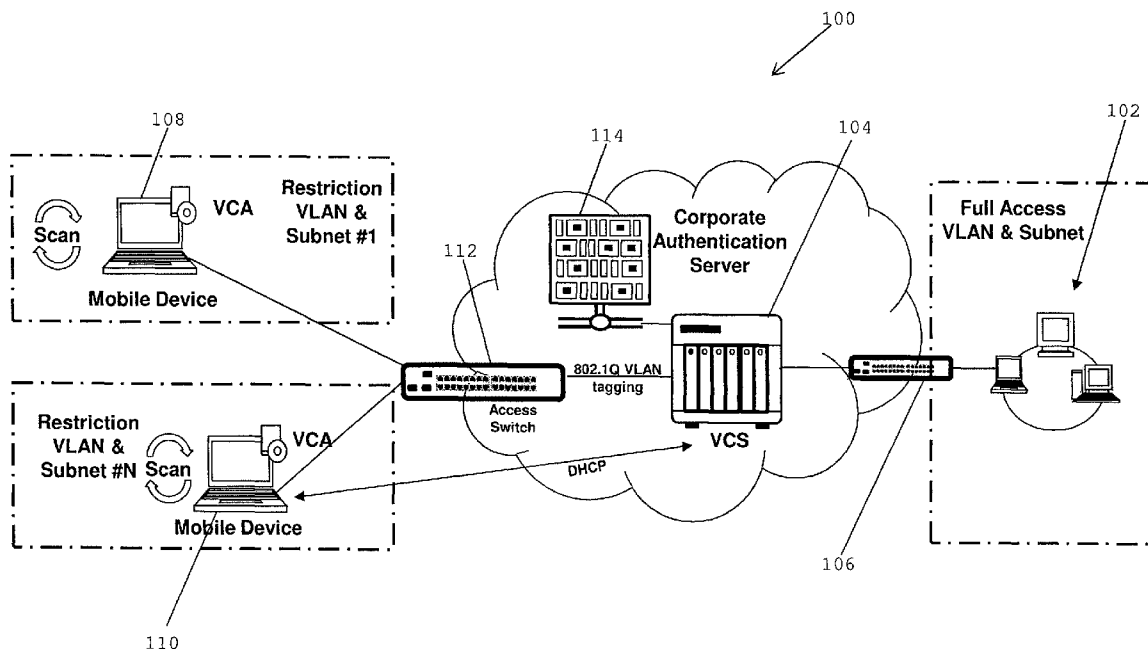 100
108
114
104
102
Restriction
VLAN &
Subnet #1
VCA
Scan
Mobile Device
Corporate
Authentication
Server
Full Access
VLAN & Subnet
112
802.1Q VLAN
tagging
Access
Switch
VCS
DHCP
Restriction
VLAN &
Subnet #N
VCA
Scan
Mobile Device
106
110